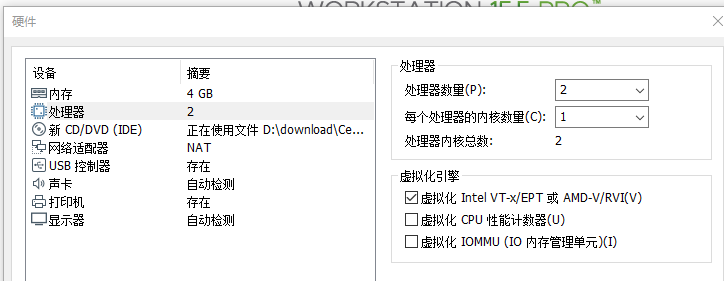 WORKSTATION 15.5 PRO™
硬件
设备 摘要
内存 4 GB
处理器 2
新 CD/DVD (IDE) 正在使用文件 D:\download\Ce...
网络适配器 NAT
USB 控制器 存在
声卡 自动检测
打印机 存在
显示器 自动检测
处理器
处理器数量(P): 2
每个处理器的内核数量(C): 1
处理器内核总数: 2
虚拟化引擎
虚拟化 Intel VT-x/EPT 或 AMD-V/RVI(V)
虚拟化 CPU 性能计数器(U)
虚拟化 IOMMU (IO 内存管理单元)(I)